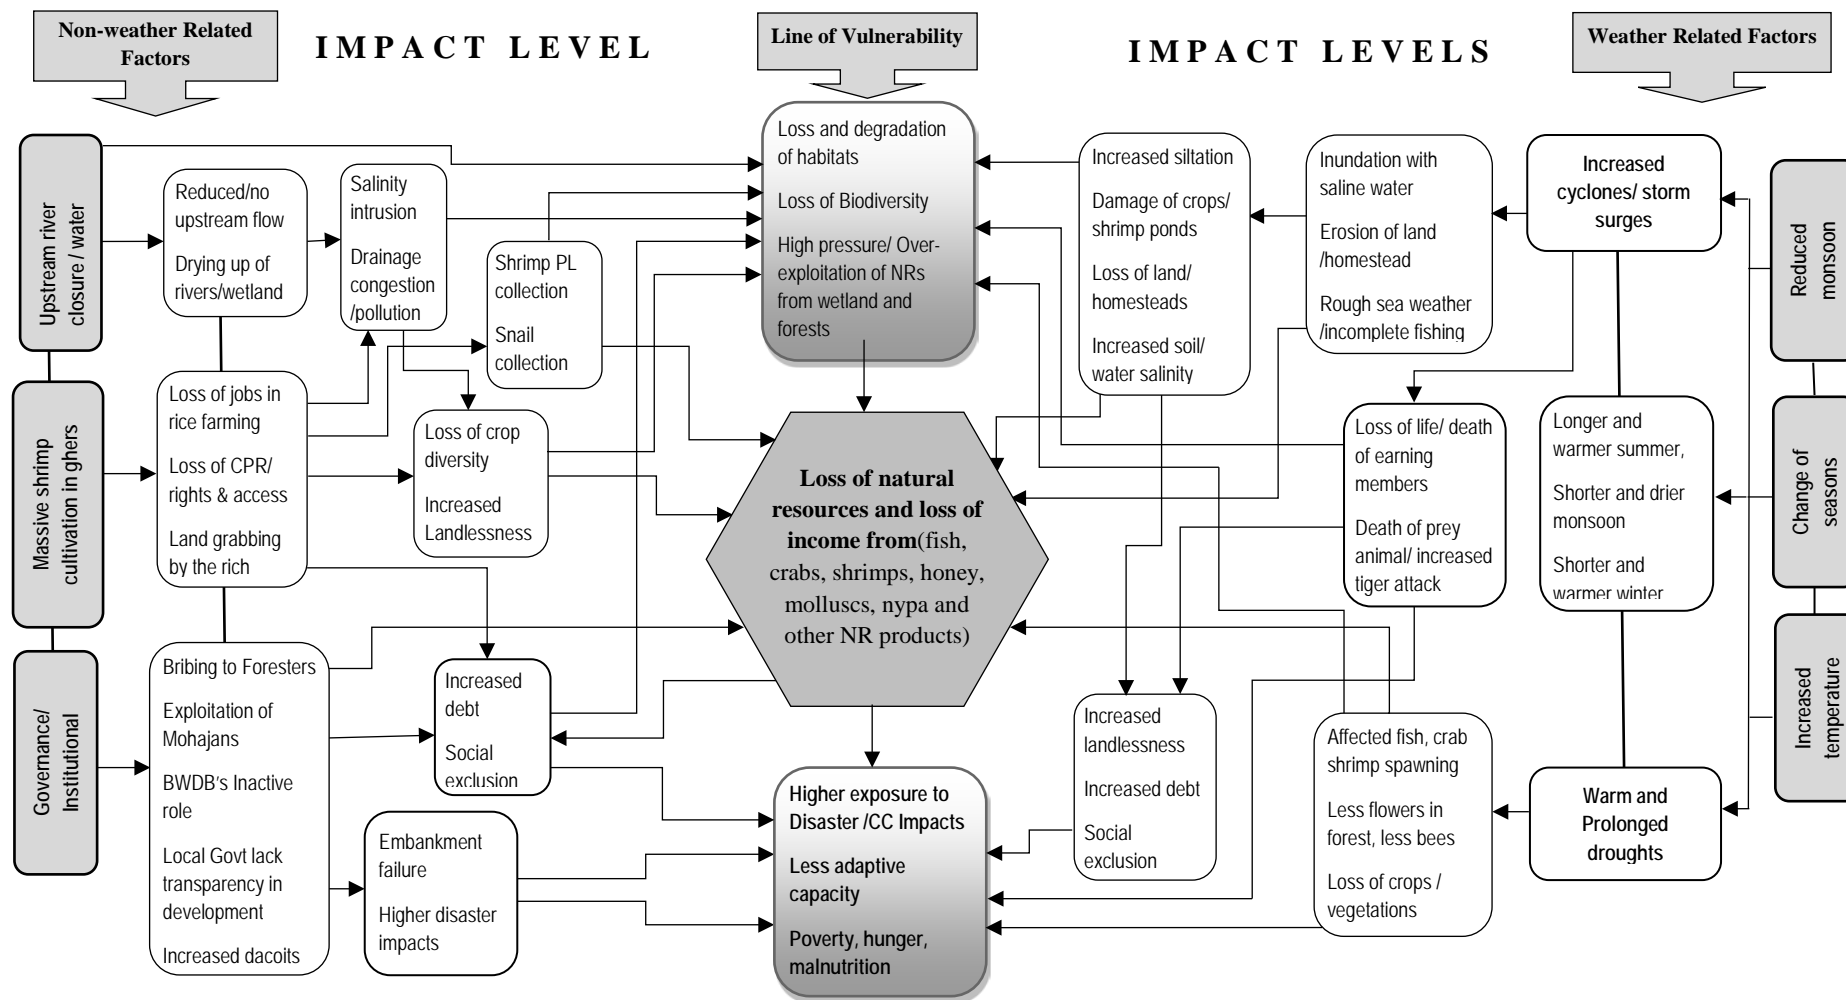 Non-weather Related
Factors
IMPACT LEVEL
Line of Vulnerability
IMPACT LEVELS
Weather Related Factors
Upstream river
closure / water
Massive shrimp
cultivation in ghers
Governance/
Institutional
Reduced/no
upstream flow
Drying up of
rivers/wetland
Loss of jobs in
rice farming
Loss of CPR/
rights & access
Land grabbing
by the rich
Bribing to Foresters
Exploitation of
Mohajans
BWDB's Inactive
role
Local Govt lack
transparency in
development
Increased dacoits
Salinity
intrusion
Drainage
congestion
/pollution
Shrimp PL
collection
Snail
collection
Loss of crop
diversity
Increased
Landlessness
Increased
debt
Social
exclusion
Embankment
failure
Higher disaster
impacts
Loss and degradation
of habitats
Loss of Biodiversity
High pressure/ Over-
exploitation of NRs
from wetland and
forests
Loss of natural
resources and loss of
income from(fish,
crabs, shrimps, honey,
molluscs, nypa and
other NR products)
Higher exposure to
Disaster /CC Impacts
Less adaptive
capacity
Poverty, hunger,
malnutrition
Increased siltation
Damage of crops/
shrimp ponds
Loss of land/
homesteads
Increased soil/
water salinity
Increased
landlessness
Increased debt
Social
exclusion
Inundation with
saline water
Erosion of land
/homestead
Rough sea weather
/incomplete fishing
Loss of life/ death
of earning
members
Death of prey
animal/ increased
tiger attack
Affected fish, crab
shrimp spawning
Less flowers in
forest, less bees
Loss of crops /
vegetations
Increased
cyclones/ storm
surges
Longer and
warmer summer,
Shorter and drier
monsoon
Shorter and
warmer winter
Warm and
Prolonged
droughts
Reduced
monsoon
Change of
seasons
Increased
temperature